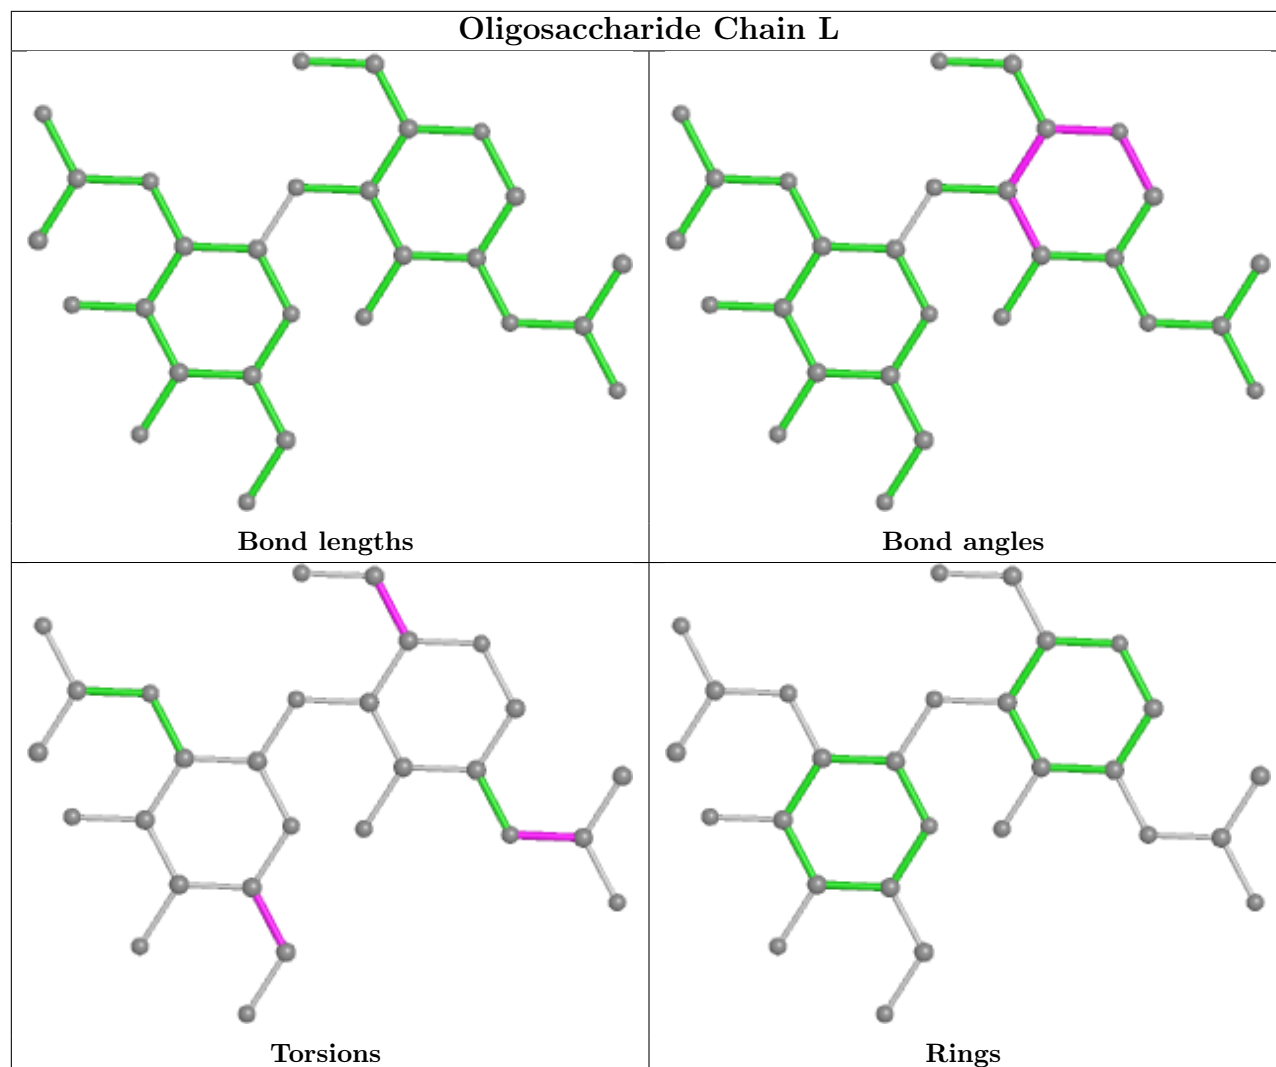 Oligosaccharide Chain L
Bond lengths
Bond angles
Torsions
Rings